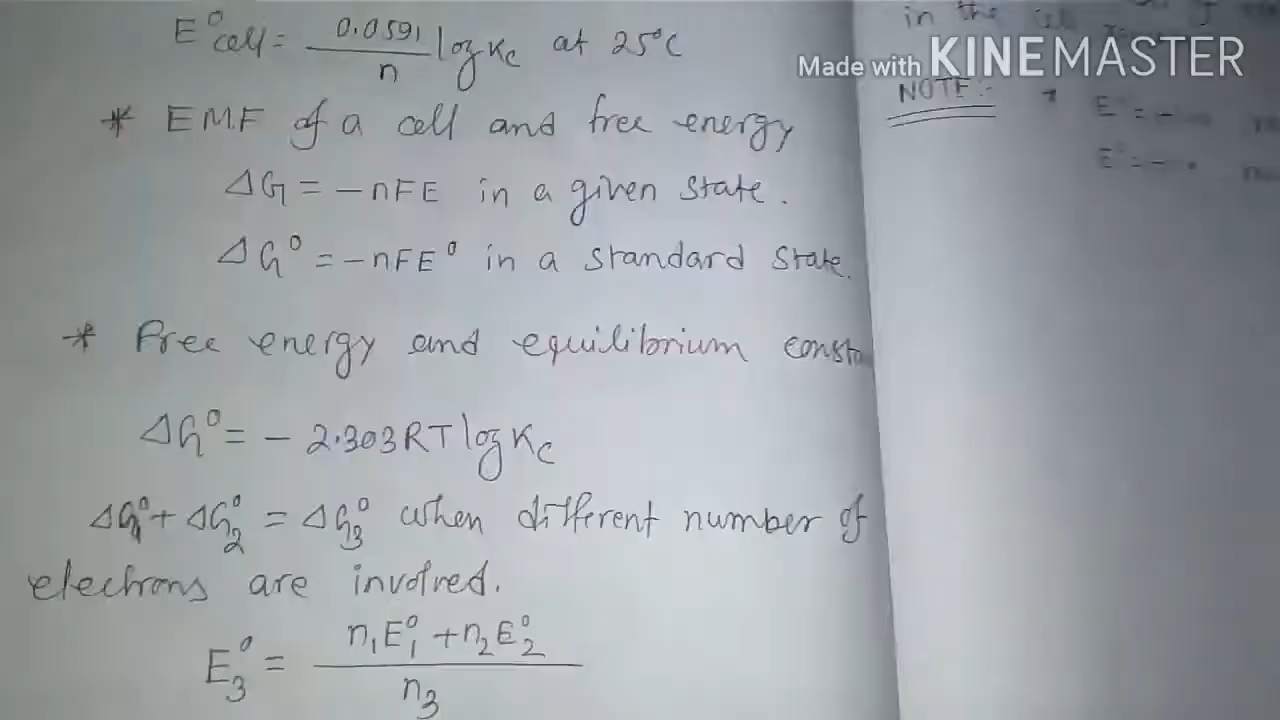 E°cell = 0.0591/n log Kc at 25°C
* EMF of a cell and free energy
ΔG = -nFE in a given state.
ΔG° = -nFE° in a standard state.
* Free energy and equilibrium consta
ΔG° = - 2.303RT log Kc
ΔG°1 + ΔG°2 = ΔG°3 when different number of
electrons are involved.
E°3 = n1E°1 + n2E°2 / n3
in the
Made with KINEMASTER
NOTE:-
E° = -
E° = -